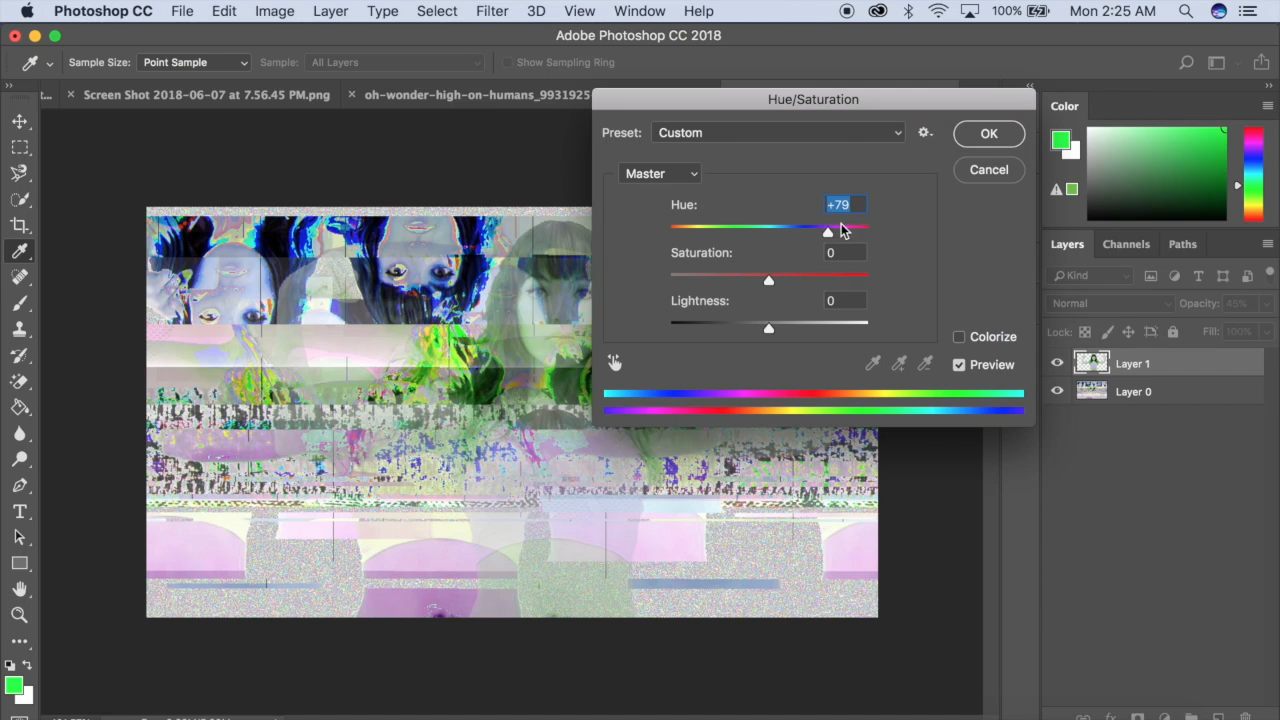 Photoshop CC File Edit Image Layer Type Select Filter 3D View Window Help 100% Mon 2:25 AM
Adobe Photoshop CC 2018
Sample Size: Point Sample Sample: All Layers Show Sampling Ring
t... × Screen Shot 2018-06-07 at 7.56.45 PM.png × oh-wonder-high-on-humans_9931925
Hue/Saturation
Preset: Custom
OK
Master
Cancel
Hue: +79
Saturation: 0
Lightness: 0
Colorize
Preview
Color
Layers Channels Paths
Kind
Normal Opacity: 45%
Lock: Fill: 100%
Layer 1
Layer 0